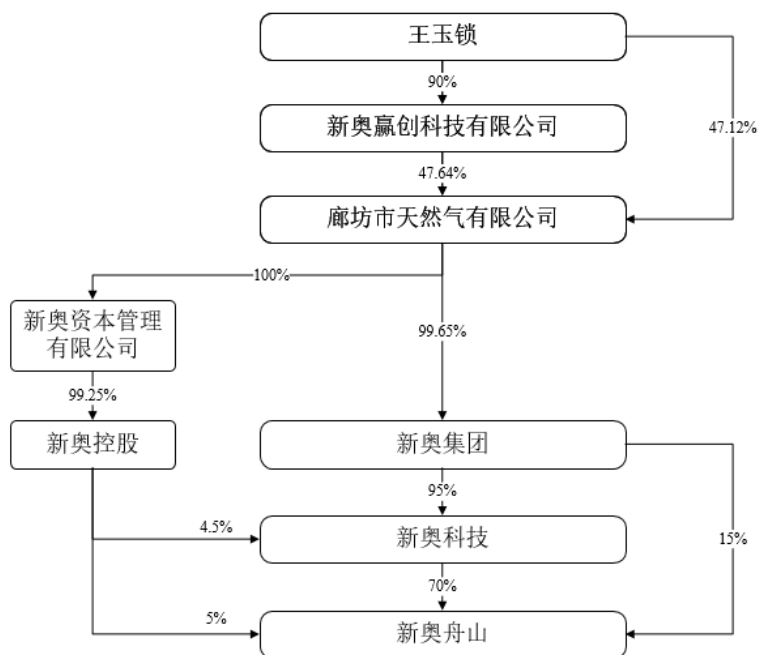 王玉锁
90%
新奥赢创科技有限公司
47.12%
47.64%
廊坊市天然气有限公司
100%
新奥资本管理
有限公司
99.65%
99.25%
新奥控股
新奥集团
95%
4.5%
新奥科技
15%
70%
5%
新奥舟山